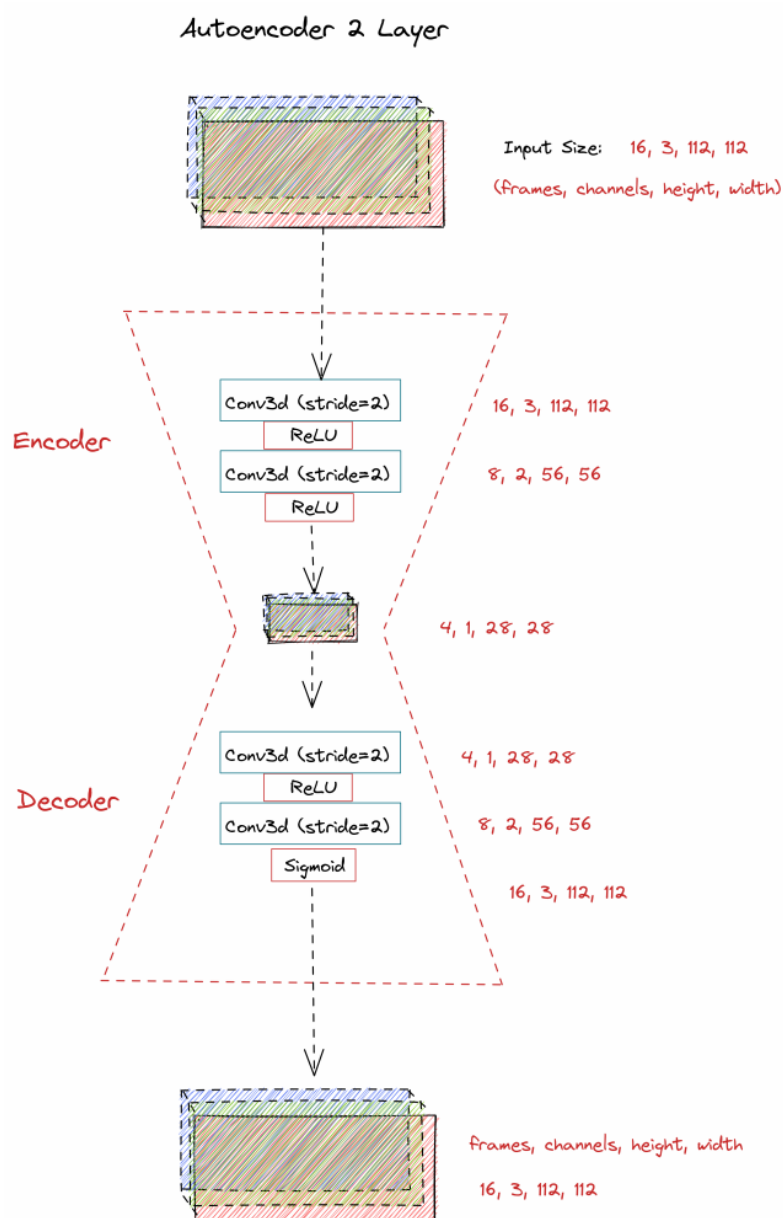 Autoencoder 2 Layer
Input Size: 16, 3, 112, 112
(frames, channels, height, width)
Conv3d (stride=2)
16, 3, 112, 112
Encoder
ReLU
Conv3d (stride=2)
8, 2, 56, 56
ReLU
4, 1, 28, 28
Conv3d (stride=2)
4, 1, 28, 28
Decoder
ReLU
Conv3d (stride=2)
8, 2, 56, 56
Sigmoid
16, 3, 112, 112
frames, channels, height, width
16, 3, 112, 112